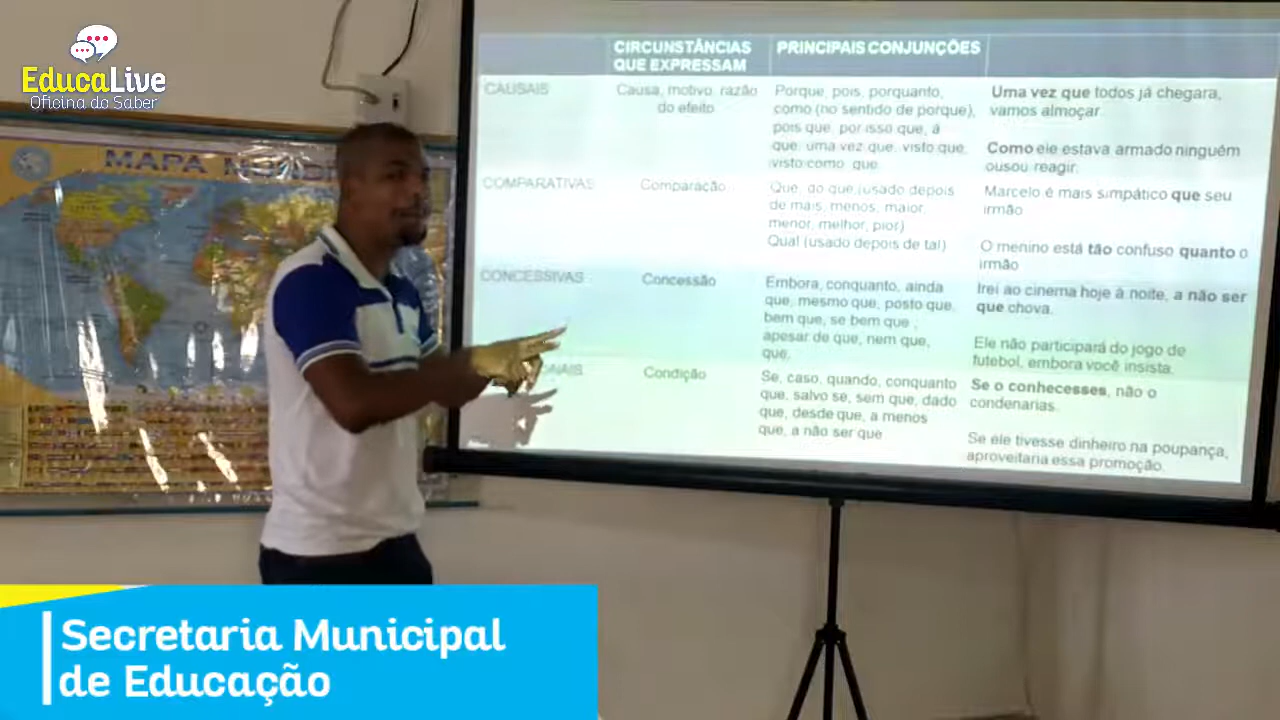 EducaLive
Oficina do Saber
MAPA
CIRCUNSTÂNCIAS
QUE EXPRESSAM
PRINCIPAIS CONJUNÇÕES
CAUSAIS
Causa, motivo, razão
do efeito
Porque, pois, porquanto,
como (no sentido de porque),
pois que, por isso que, á
que, uma vez que, visto que,
visto como, que
Uma vez que todos já chegara,
vamos almoçar.
Como ele estava armado ninguém
ousou reagir.
COMPARATIVAS
Comparação
Que, do que (usado depois
de mais, menos, maior,
menor, melhor, pior)
Qual (usado depois de tal)
Marcelo é mais simpático que seu
irmão
O menino está tão confuso quanto o
irmão
CONCESSIVAS
Concessão
Embora, conquanto, ainda
que, mesmo que, posto que,
bem que, se bem que ,
apesar de que, nem que,
que.
Irei ao cinema hoje à noite, a não ser
que chova.
Ele não participará do jogo de
futebol, embora você insista.
Condição
Se, caso, quando, conquanto
que, salvo se, sem que, dado
que, desde que, a menos
que, a não ser que
Se o conhecesses, não o
condenarias.
Se ele tivesse dinheiro na poupança,
aproveitaria essa promoção.
Secretaria Municipal
de Educação